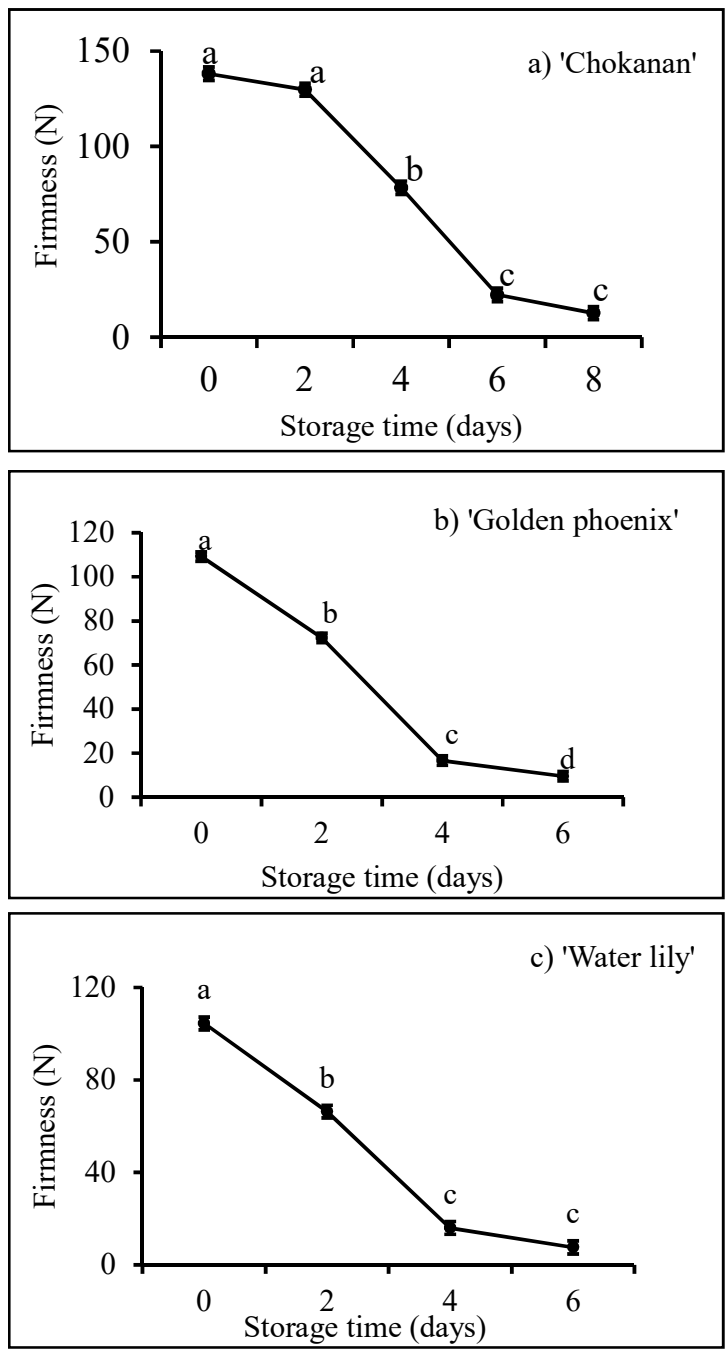 a) 'Chokanan'
150
100
50
0
Firmness (N)
a
a
b
c
c
0 2 4 6 8
Storage time (days)
b) 'Golden phoenix'
120
100
80
60
40
20
0
Firmness (N)
a
b
c
d
0 2 4 6
Storage time (days)
c) 'Water lily'
120
80
40
0
Firmness (N)
a
b
c
c
0 2 4 6
Storage time (days)